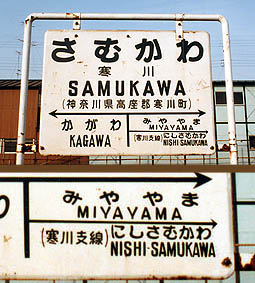 さむかわ
寒川
SAMUKAWA
(神奈川県高座郡寒川町)
かがわ
KAGAWA
みややま
MIYAYAMA
(寒川支線)
にしさむかわ
NISHI-SAMUKAWA
みややま
MIYAYAMA
(寒川支線)
にしさむかわ
NISHI-SAMUKAWA